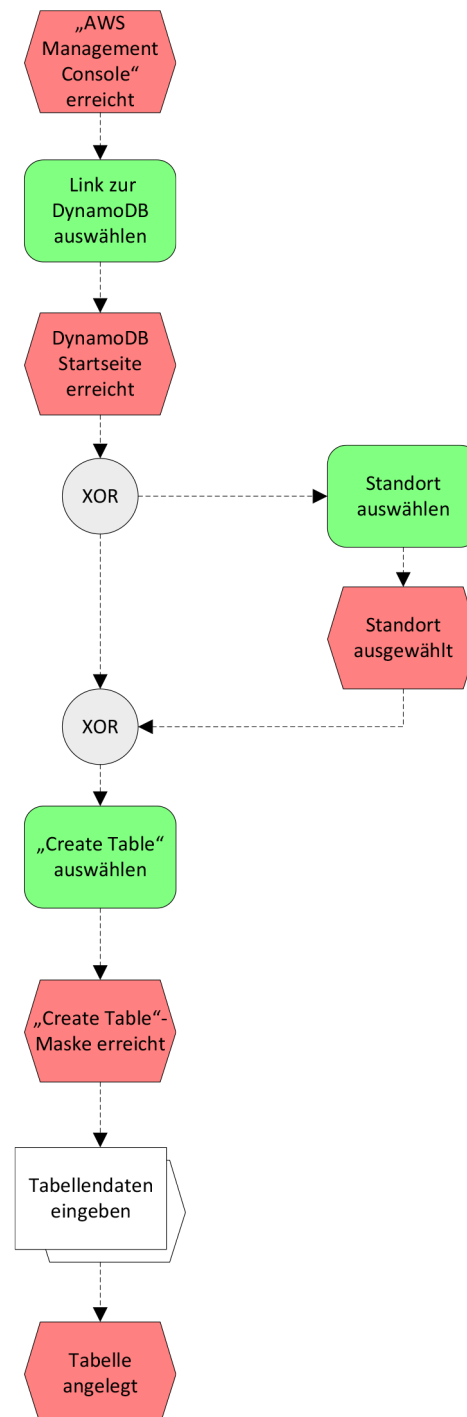 „AWS
Management
Console“
erreicht
Link zur
DynamoDB
auswählen
DynamoDB
Startseite
erreicht
XOR
Standort
auswählen
Standort
ausgewählt
XOR
„Create Table“
auswählen
„Create Table“-
Maske erreicht
Tabellendaten
eingeben
Tabelle
angelegt